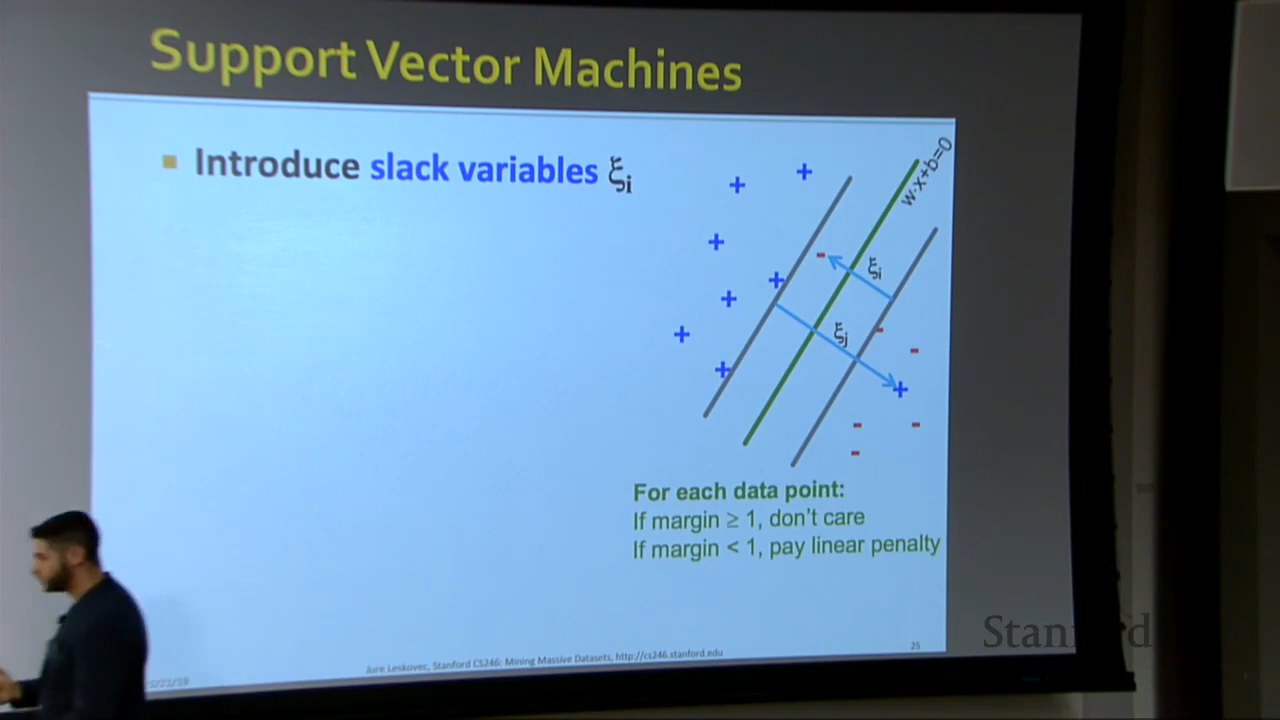 Support Vector Machines
Introduce slack variables ξi
w·x+b=0
ξi
ξj
For each data point:
If margin ≥ 1, don't care
If margin < 1, pay linear penalty
Jure Leskovec, Stanford CS246: Mining Massive Datasets, http://cs246.stanford.edu
25
Stanford